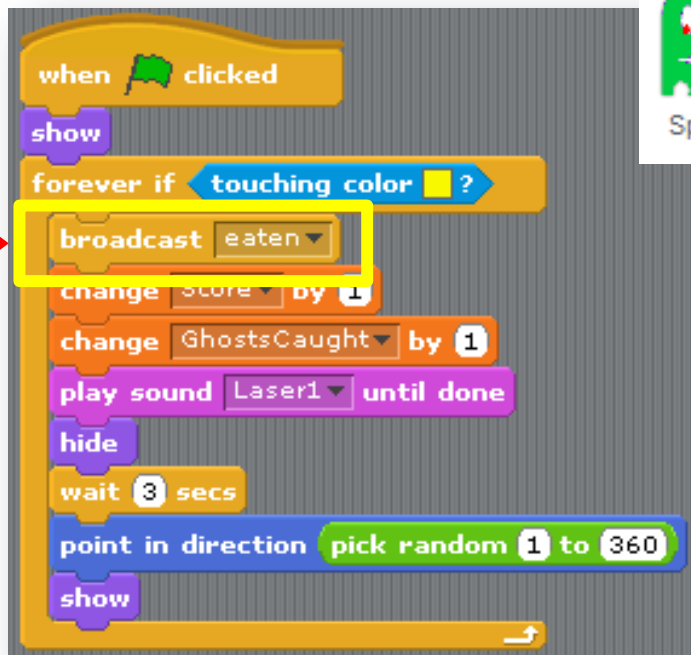 when clicked
show
forever if touching color ?
broadcast eaten
change Score by 1
change GhostsCaught by 1
play sound Laser1 until done
hide
wait 3 secs
point in direction pick random 1 to 360
show
Sp